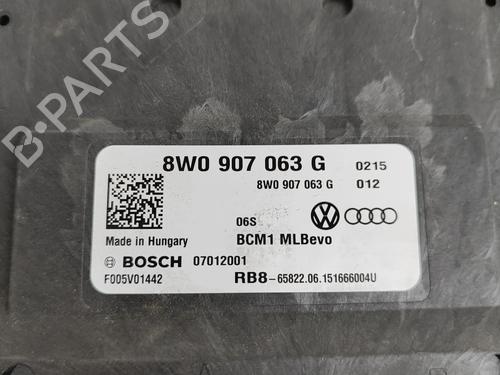 B-PARTS
8W0 907 063 G 0215
8W0 907 063 G 012
06S
Made in Hungary BCM1 MLBevo
BOSCH 07012001
F005V01442 RB8-65822.06.151666004U